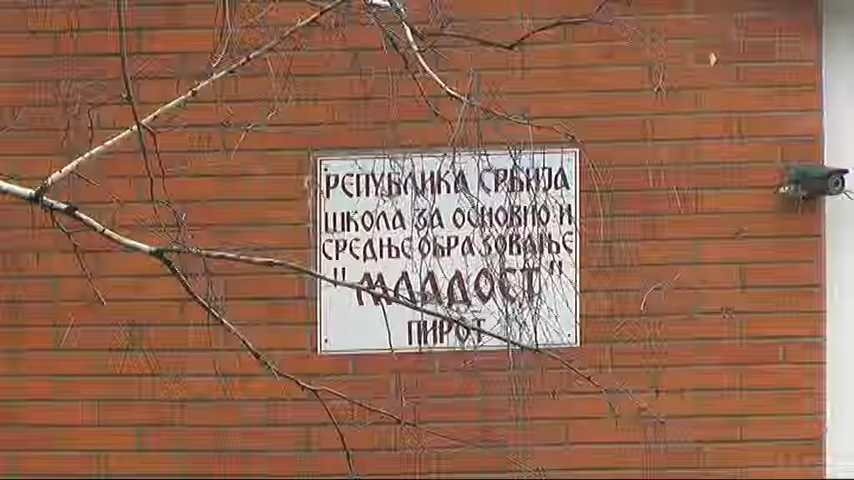 РЕПУБЛИКА СРБИЈА
ШКОЛА ЗА ОСНОВНО И
СРЕДЊЕ ОБРАЗОВАЊЕ
"МЛАДОСТ"
ПИРОТ